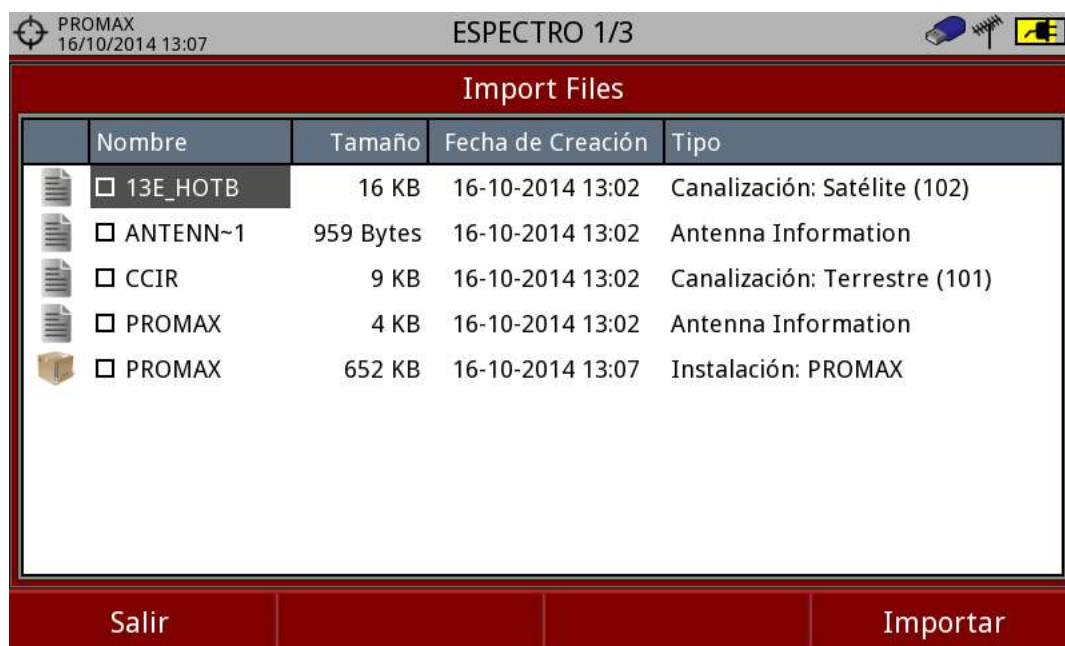 PROMAX
16/10/2014 13:07
ESPECTRO 1/3
Import Files
Nombre Tamaño Fecha de Creación Tipo
13E_HOTB 16 KB 16-10-2014 13:02 Canalización: Satélite (102)
ANTENN~1 959 Bytes 16-10-2014 13:02 Antenna Information
CCIR 9 KB 16-10-2014 13:02 Canalización: Terrestre (101)
PROMAX 4 KB 16-10-2014 13:02 Antenna Information
PROMAX 652 KB 16-10-2014 13:07 Instalación: PROMAX
Salir Importar